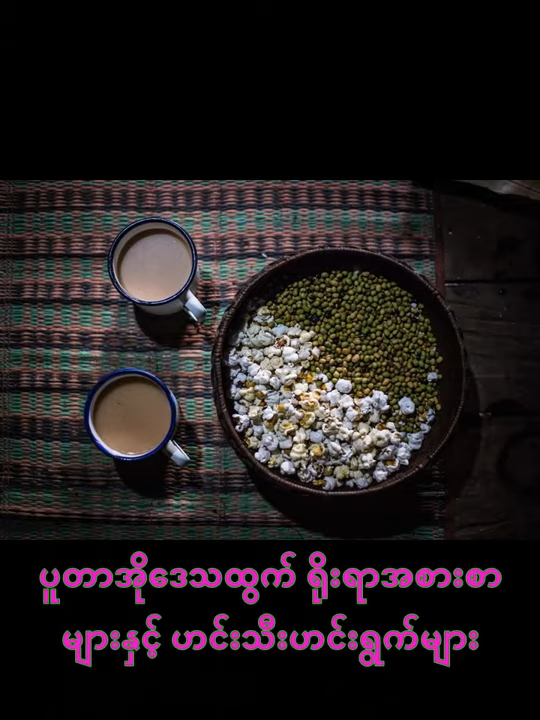 ပူတာအိုဒေသထွက် ရိုးရာအစားစာ
များနှင့် ဟင်းသီးဟင်းရွက်များ